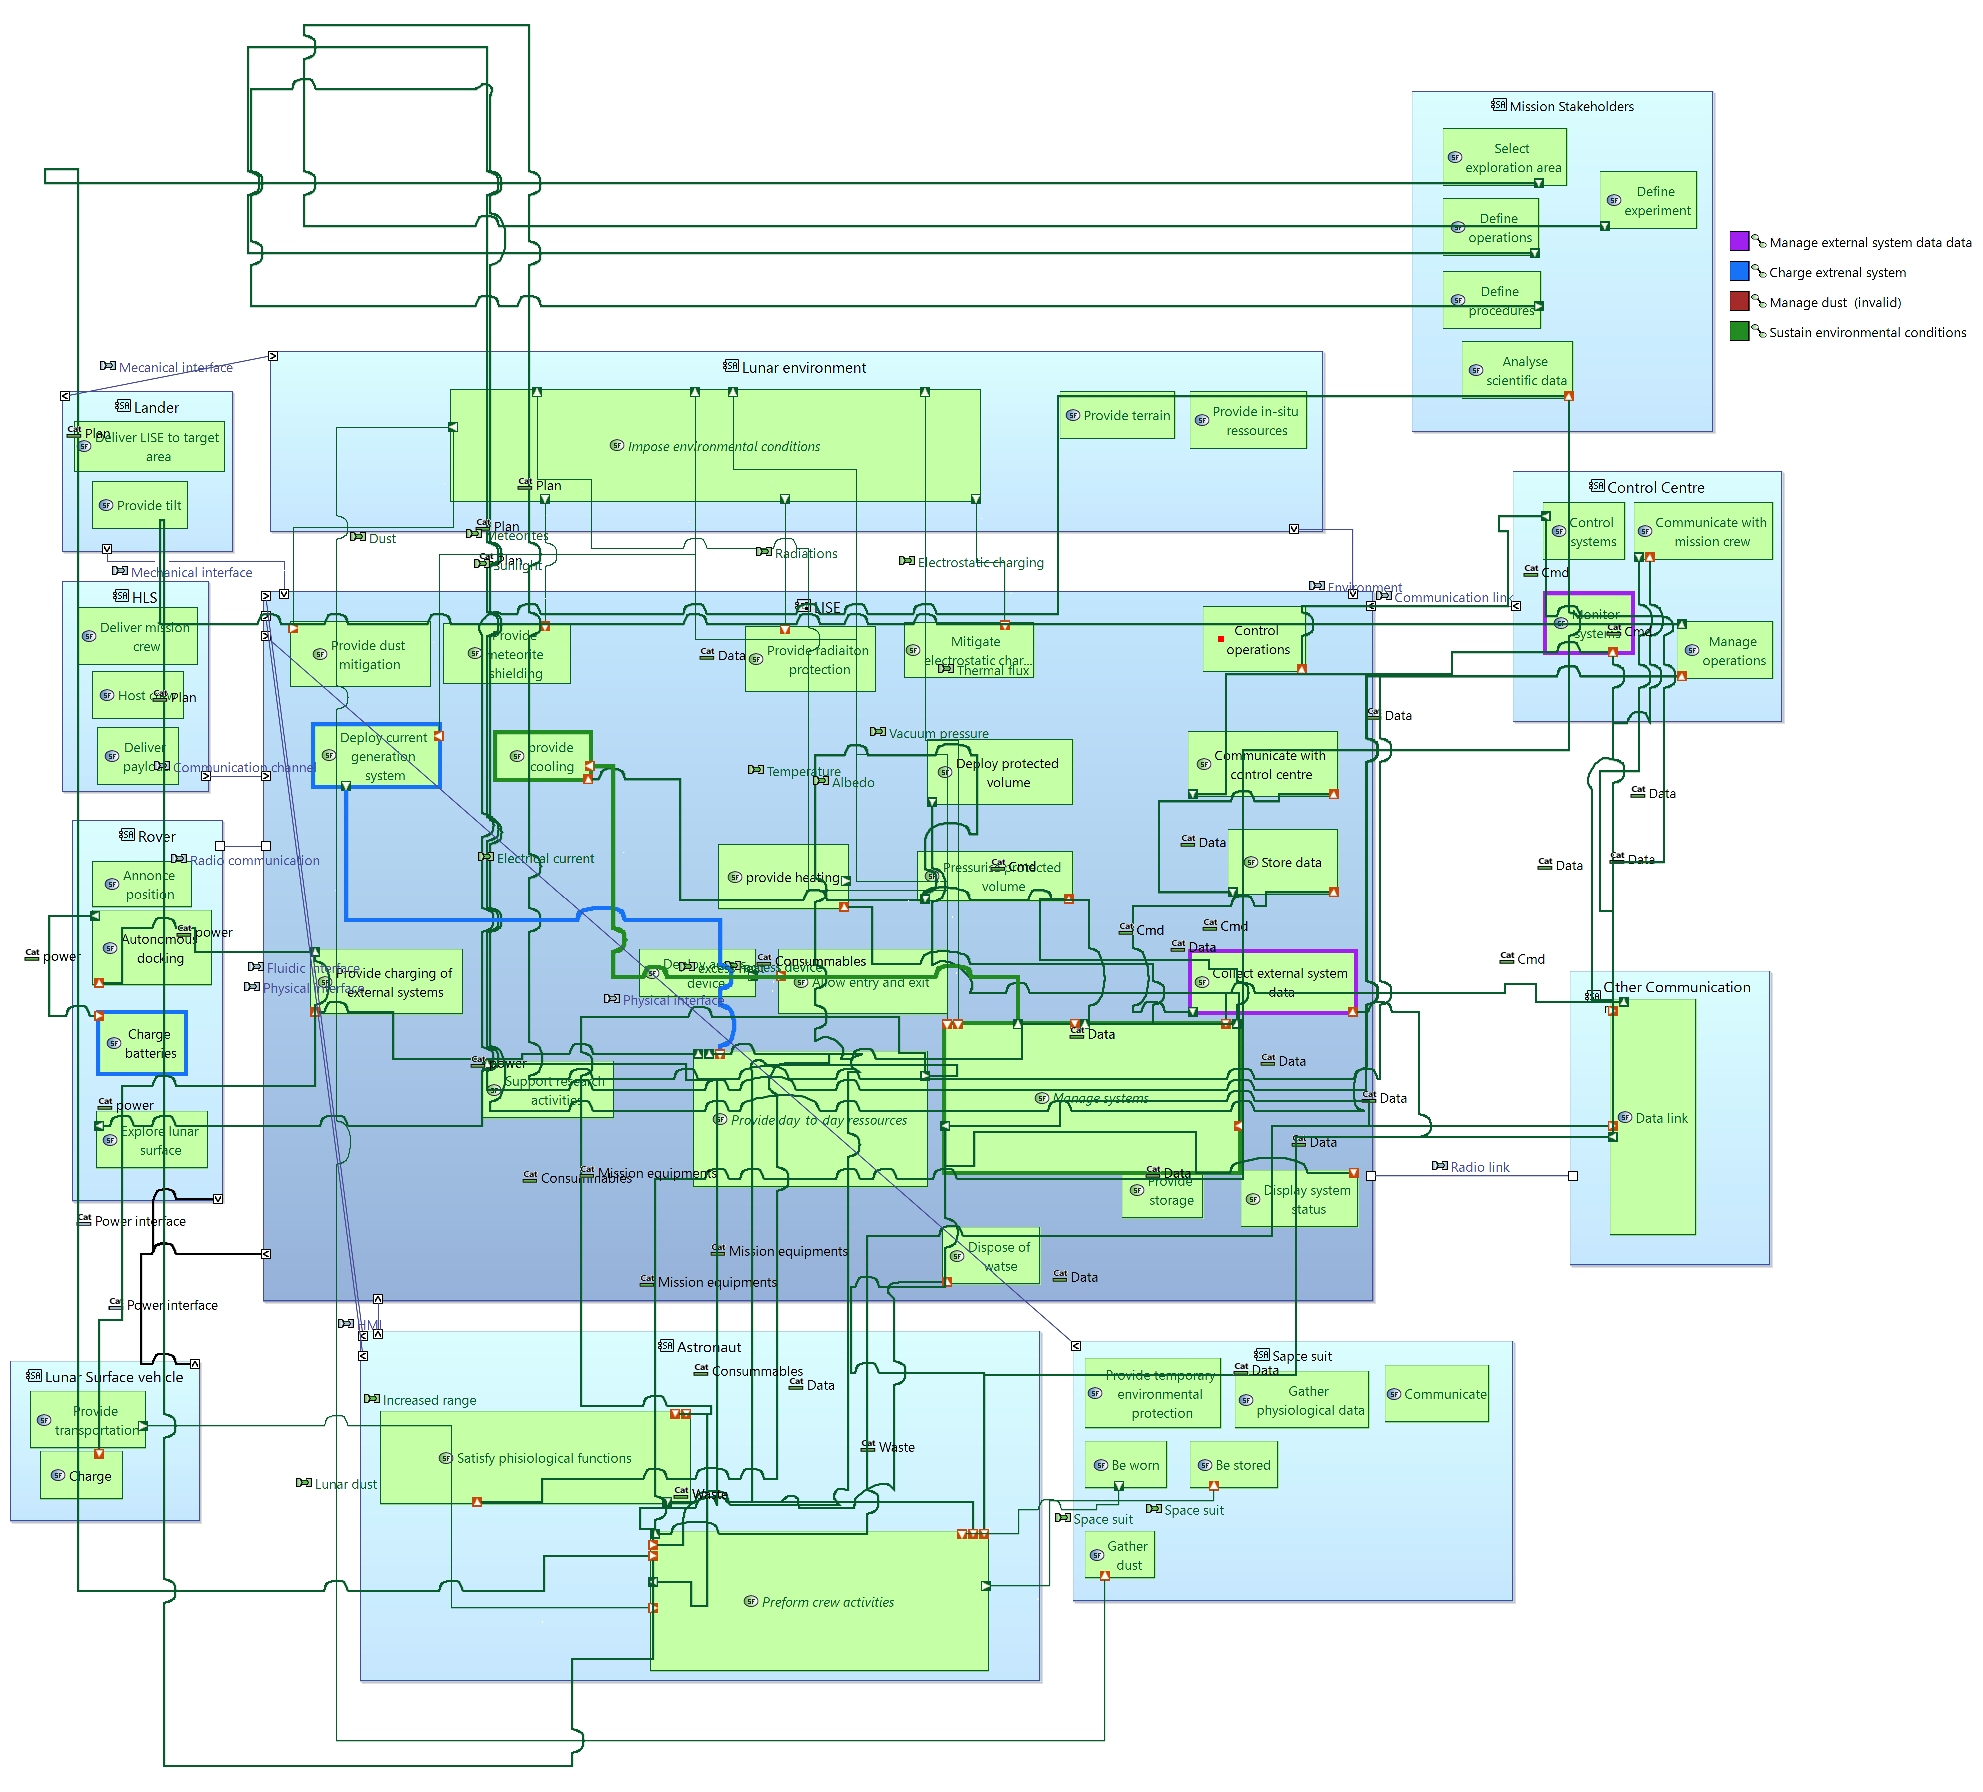 Mission Stakeholders
Select
exploration area
Define
experiment
Define
operations
Define
procedures
Analyse
scientific data
Manage external system data data
Charge extrenal system
Manage dust (invalid)
Sustain environmental conditions
Mecanical interface
Lunar environment
Impose environmental conditions
Provide terrain
Provide in-situ
ressources
Lander
Plan
Deliver LISE to target
area
Provide tilt
Plan
Plan
Meteorites
Plan
Sunlight
Dust
Radiations
Electrostatic charging
Environment
Communication link
Mechanical interface
Control Centre
Control
systems
Communicate with
mission crew
Cmd
Monitor
systems
Cmd
Manage
operations
HLS
Deliver mission
crew
Host crew
Plan
Deliver
payload
Communication channel
LISE
Provide dust
mitigation
Provide
meteorite
shielding
Data
Provide radiaiton
protection
Mitigate
electrostatic char...
Thermal flux
Control
operations
Data
Deploy current
generation
system
provide
cooling
Vacuum pressure
Temperature
Albedo
Deploy protected
volume
Communicate with
control centre
Data
Data
Data
Data
Rover
Radio communication
Annonce
position
Autonomous
docking
power
power
Electrical current
provide heating
Cmd
Pressurise protected
volume
Store data
Cmd
Cmd
Data
Cmd
Fluidic interface
Physical interface
Provide charging of
external systems
Physical interface
device
Consummables
Allow entry and exit
Collect external system
data
Other Communication
Data link
Charge
batteries
power
Explore lunar
surface
power
Support research
activities
Provide day to day ressources
Manage systems
Data
Data
Data
Data
Radio link
Consummables
Mission equipments
Data
Provide
storage
Display system
status
Power interface
Mission equipments
Mission equipments
Dispose of
watse
Data
Power interface
HMI
Lunar Surface vehicle
Provide
transportation
Charge
Astronaut
Consummables
Data
Increased range
Satisfy phisiological functions
Waste
Lunar dust
Waste
Preform crew activities
Sapce suit
Data
Provide temporary
environmental
protection
Gather
physiological data
Communicate
Be worn
Be stored
Space suit
Space suit
Gather
dust